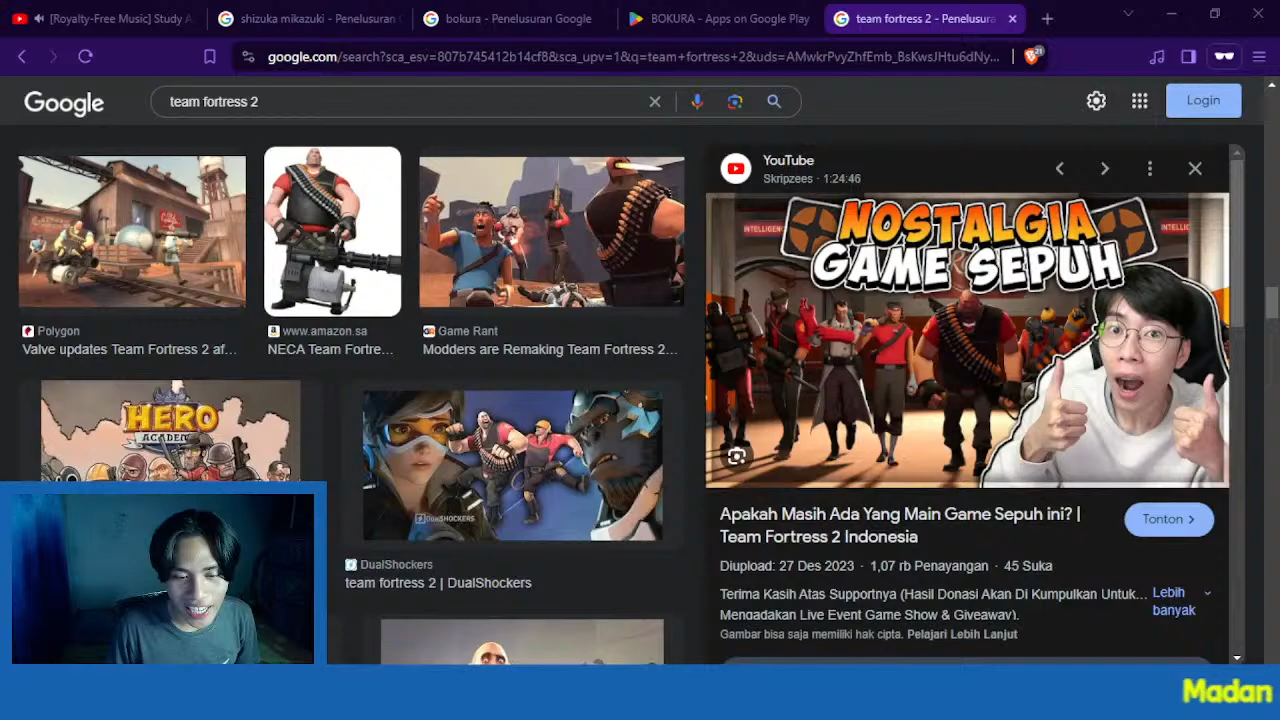 [Royalty-Free Music] Study A
shizuka mikazuki - Penelusuran G
bokura - Penelusuran Google
BOKURA - Apps on Google Play
team fortress 2 - Penelusura
google.com/search?sca_esv=807b745412b14cf8&sca_upv=1&q=team+fortress+2&uds=AMwkrPvyZhfEmb_BsKwsJHtu6dNy...
21
Google
team fortress 2
Login
YouTube
Skripzees · 1:24:46
INTELLIGENC
INTELLIC
NOSTALGIA
GAME SEPUH
Polygon
Valve updates Team Fortress 2 af...
www.amazon.sa
NECA Team Fortre...
Game Rant
Modders are Remaking Team Fortress 2...
HERO
ACADEM
DUALSHOCKERS
DualShockers
team fortress 2 | DualShockers
Apakah Masih Ada Yang Main Game Sepuh ini? |
Team Fortress 2 Indonesia
Tonton
Diupload: 27 Des 2023 · 1,07 rb Penayangan · 45 Suka
Terima Kasih Atas Supportnya (Hasil Donasi Akan Di Kumpulkan Untuk...
Mengadakan Live Event Game Show & Giveaway).
Lebih
banyak
Gambar bisa saja memiliki hak cipta. Pelajari Lebih Lanjut
Madan